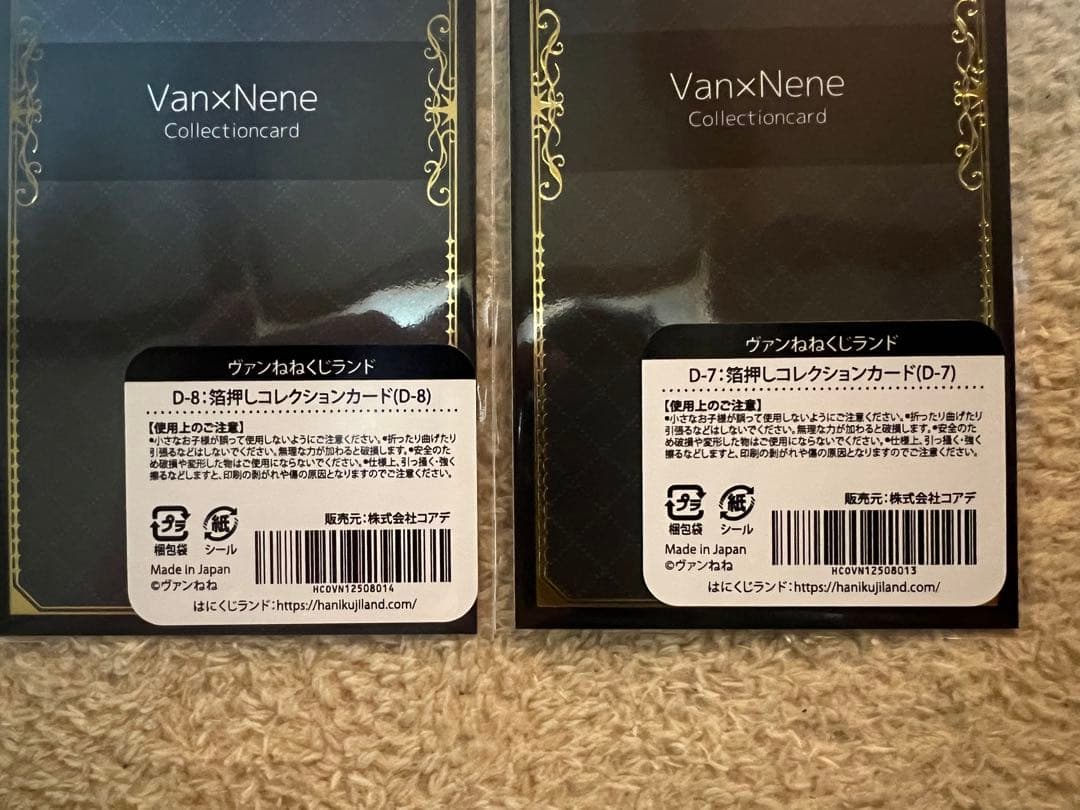 Van×Nene
Collectioncard
ヴァンねねくじランド
D-8：箔押しコレクションカード(D-8)
【使用上のご注意】
●小さなお子様が誤って使用しないようにご注意ください。●折ったり曲げたり
引張るなどはしないでください。無理な力が加わると破損します。●安全のた
め破損や変形した物はご使用にならないでください。●仕様上、引っ掻く・強く
擦るなどしますと、印刷の剥がれや傷の原因となりますのでご注意ください。
プラ
梱包袋
紙
シール
販売元：株式会社コアデ
HCOVN12508014
Made in Japan
©ヴァンねね
はにくじランド：https://hanikujiland.com/
Van×Nene
Collectioncard
ヴァンねねくじランド
D-7：箔押しコレクションカード(D-7)
【使用上のご注意】
●小さなお子様が誤って使用しないようにご注意ください。●折ったり曲げたり
引張るなどはしないでください。無理な力が加わると破損します。●安全のた
め破損や変形した物はご使用にならないでください。●仕様上、引っ掻く・強く
擦るなどしますと、印刷の剥がれや傷の原因となりますのでご注意ください。
プラ
梱包袋
紙
シール
販売元：株式会社コアデ
HCOVN12508013
Made in Japan
©ヴァンねね
はにくじランド：https://hanikujiland.com/